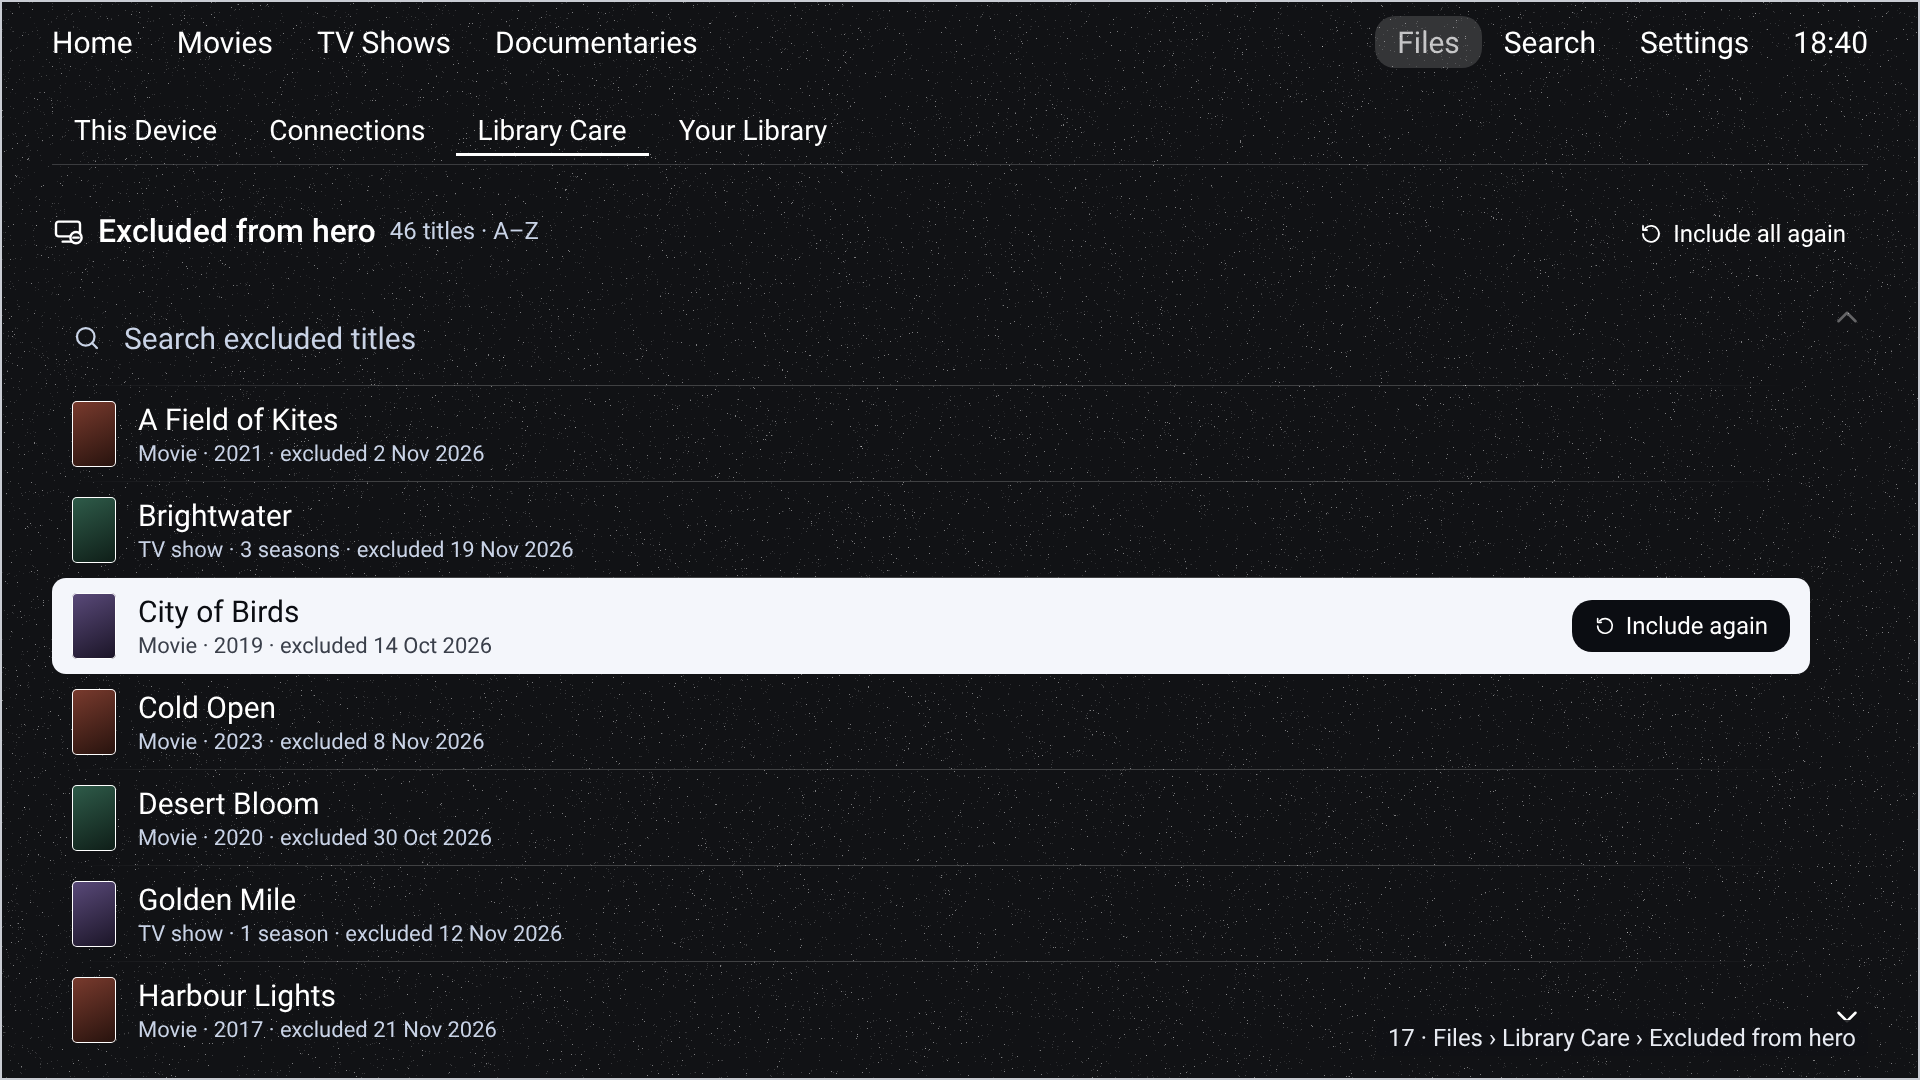 Home Movies TV Shows Documentaries Files Search Settings 18:40
This Device Connections Library Care Your Library
Excluded from hero 46 titles · A–Z Include all again
Search excluded titles
A Field of Kites
Movie · 2021 · excluded 2 Nov 2026
Brightwater
TV show · 3 seasons · excluded 19 Nov 2026
City of Birds
Movie · 2019 · excluded 14 Oct 2026
Include again
Cold Open
Movie · 2023 · excluded 8 Nov 2026
Desert Bloom
Movie · 2020 · excluded 30 Oct 2026
Golden Mile
TV show · 1 season · excluded 12 Nov 2026
Harbour Lights
Movie · 2017 · excluded 21 Nov 2026
17 · Files › Library Care › Excluded from hero